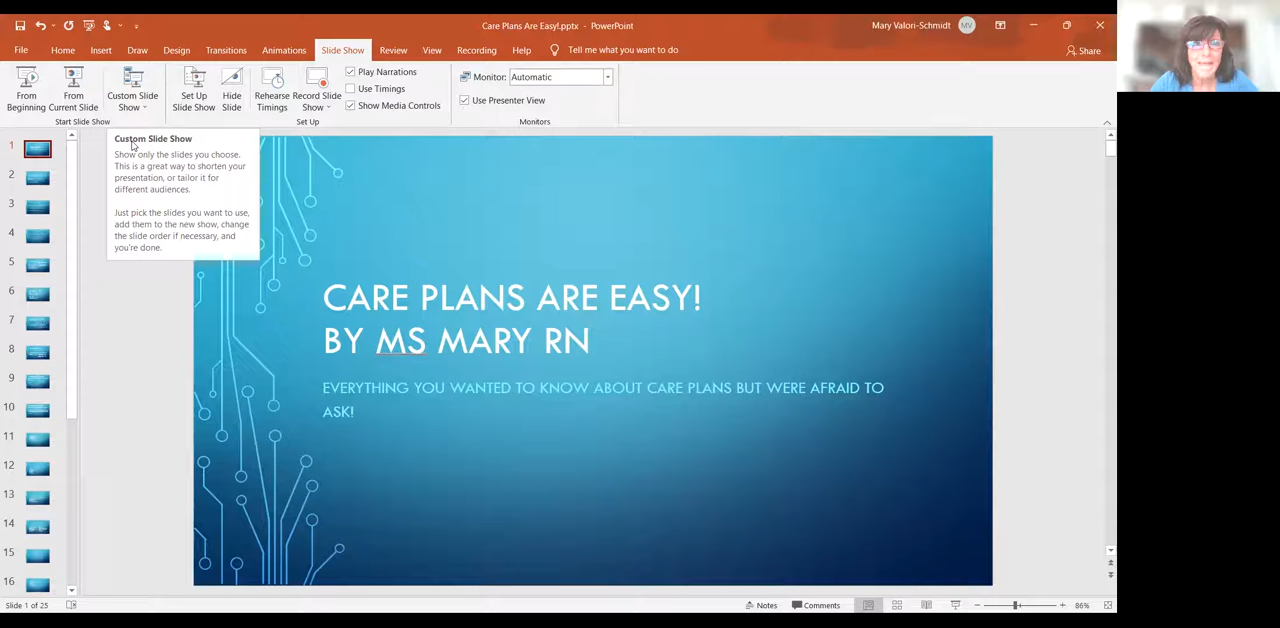 Care Plans Are Easy!.pptx - PowerPoint
Mary Valori-Schmidt
MV
File Home Insert Draw Design Transitions Animations Slide Show Review View Recording Help Tell me what you want to do
Share
From Beginning
From Current Slide
Custom Slide Show
Set Up Slide Show
Hide Slide
Rehearse Timings
Record Slide Show
Play Narrations
Use Timings
Show Media Controls
Monitor: Automatic
Use Presenter View
Start Slide Show
Set Up
Monitors
Custom Slide Show
Show only the slides you choose.
This is a great way to shorten your
presentation, or tailor it for
different audiences.
Just pick the slides you want to use,
add them to the new show, change
the slide order if necessary, and
you're done.
1
2
3
4
5
6
7
8
9
10
11
12
13
14
15
16
CARE PLANS ARE EASY!
BY MS MARY RN
EVERYTHING YOU WANTED TO KNOW ABOUT CARE PLANS BUT WERE AFRAID TO
ASK!
Slide 1 of 25
Notes
Comments
86%